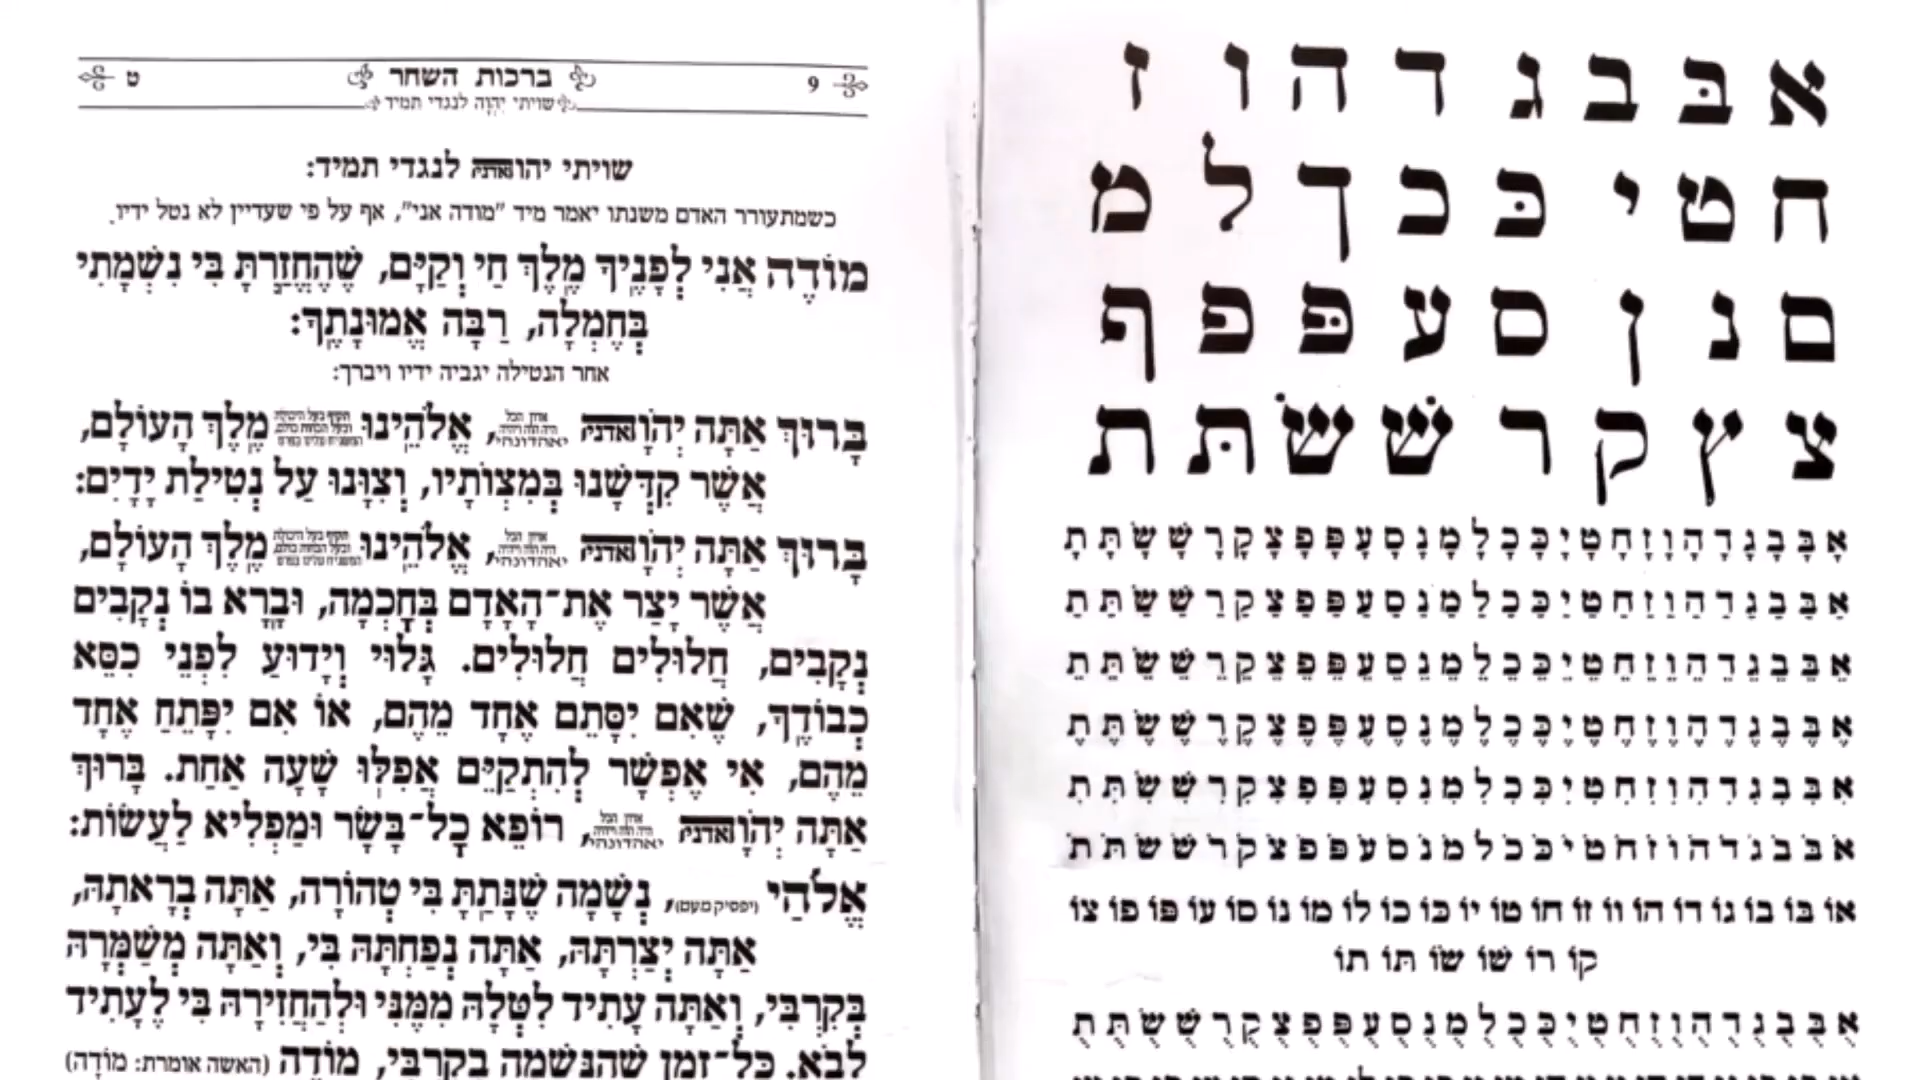 א בּ ב ג ד ה ו ז
ח ט י כּ כ ך ל מ
ם נ ן ס ע פּ פ ף
צ ץ ק ר שׁ שׂ תּ ת
אָ בָּ בָ גָ דָ הָ וָ זָ חָ טָ יָ כָּ כָ לָ מָ נָ סָ עָ פָּ פָ צָ קָ רָ שָׁ שָׂ תָּ תָ
אַ בַּ בַ גַ דַ הַ וַ זַ חַ טַ יַ כַּ כַ לַ מַ נַ סַ עַ פַּ פַ צַ קַ רַ שַׁ שַׂ תַּ תַ
אֵ בֵּ בֵ גֵ דֵ הֵ וֵ זֵ חֵ טֵ יֵ כֵּ כֵ לֵ מֵ נֵ סֵ עֵ פֵּ פֵ צֵ קֵ רֵ שֵׁ שֵׂ תֵּ תֵ
אֶ בֶּ בֶ גֶ דֶ הֶ וֶ זֶ חֶ טֶ יֶ כֶּ כֶ לֶ מֶ נֶ סֶ עֶ פֶּ פֶ צֶ קֶ רֶ שֶׁ שֶׂ תֶּ תֶ
אִ בִּ בִ גִ דִ הִ וִ זִ חִ טִ יִ כִּ כִ לִ מִ נִ סִ עִ פִּ פִ צִ קִ רִ שִׁ שִׂ תִּ תִ
אֹ בֹּ בֹ גֹ דֹ הֹ וֹ זֹ חֹ טֹ יֹ כֹּ כֹ לֹ מֹ נֹ סֹ עֹ פֹּ פֹ צֹ קֹ רֹ שֹׁ שֹׂ תֹּ תֹ
אוֹ בּוֹ בוֹ גוֹ דוֹ הוֹ ווֹ זוֹ חוֹ טוֹ יוֹ כּוֹ כוֹ לוֹ מוֹ נוֹ סוֹ עוֹ פּוֹ פוֹ צוֹ
קוֹ רוֹ שׁוֹ שׂוֹ תּוֹ תוֹ
אֱ בֱּ בֱ גֱ דֱ הֱ וֱ זֱ חֱ טֱ יֱ כֱּ כֱ לֱ מֱ נֱ סֱ עֱ פֱּ פֱ צֱ קֱ רֱ שֱׁ שֱׂ תֱּ תֱ
9 ברכות השחר ט
שויתי יְהֹוָה לנגדי תמיד
שויתי יהוה לנגדי תמיד:
כשמתעורר האדם משנתו יאמר מיד "מודה אני", אף על פי שעדיין לא נטל ידיו.
מוֹדֶה אֲנִי לְפָנֶיךָ מֶלֶךְ חַי וְקַיָּם, שֶׁהֶחֱזַרְתָּ בִּי נִשְׁמָתִי
בְּחֶמְלָה, רַבָּה אֱמוּנָתֶךָ:
אחר הנטילה יגביה ידיו ויברך:
בָּרוּךְ אַתָּה יְהֹוָה, אֱלֹהֵינוּ מֶלֶךְ הָעוֹלָם,
אֲשֶׁר קִדְּשָׁנוּ בְּמִצְוֹתָיו, וְצִוָּנוּ עַל נְטִילַת יָדָיִם:
בָּרוּךְ אַתָּה יְהֹוָה, אֱלֹהֵינוּ מֶלֶךְ הָעוֹלָם,
אֲשֶׁר יָצַר אֶת־הָאָדָם בְּחָכְמָה, וּבָרָא בוֹ נְקָבִים
נְקָבִים, חֲלוּלִים חֲלוּלִים. גָּלוּי וְיָדוּעַ לִפְנֵי כִסֵּא
כְבוֹדֶךָ, שֶׁאִם יִסָּתֵם אֶחָד מֵהֶם, אוֹ אִם יִפָּתֵחַ אֶחָד
מֵהֶם, אִי אֶפְשָׁר לְהִתְקַיֵּם אֲפִלּוּ שָׁעָה אַחַת. בָּרוּךְ
אַתָּה יְהֹוָה, רוֹפֵא כָל־בָּשָׂר וּמַפְלִיא לַעֲשׂוֹת:
אֱלֹהַי (יפסיק מעט), נְשָׁמָה שֶׁנָּתַתָּ בִּי טְהוֹרָה, אַתָּה בְרָאתָהּ,
אַתָּה יְצַרְתָּהּ, אַתָּה נְפַחְתָּהּ בִּי, וְאַתָּה מְשַׁמְּרָהּ
בְּקִרְבִּי, וְאַתָּה עָתִיד לִטְּלָהּ מִמֶּנִּי וּלְהַחֲזִירָהּ בִּי לֶעָתִיד
לָבֹא. כָּל־זְמַן שֶׁהַנְּשָׁמָה בְקִרְבִּי, מוֹדֶה (האשה אומרת: מוֹדָה)